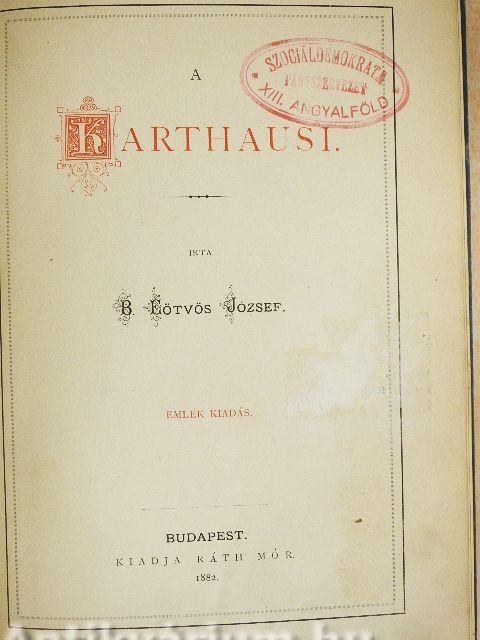 A
KARTHAUSI.
SZOCIÁLDEMOKRATA
PÁRTSZERVEZET
XIII. ANGYALFÖLD
IRTA
B. EÖTVÖS JÓZSEF.
EMLÉK KIADÁS.
BUDAPEST.
KIADJA RÁTH MÓR.
1882.